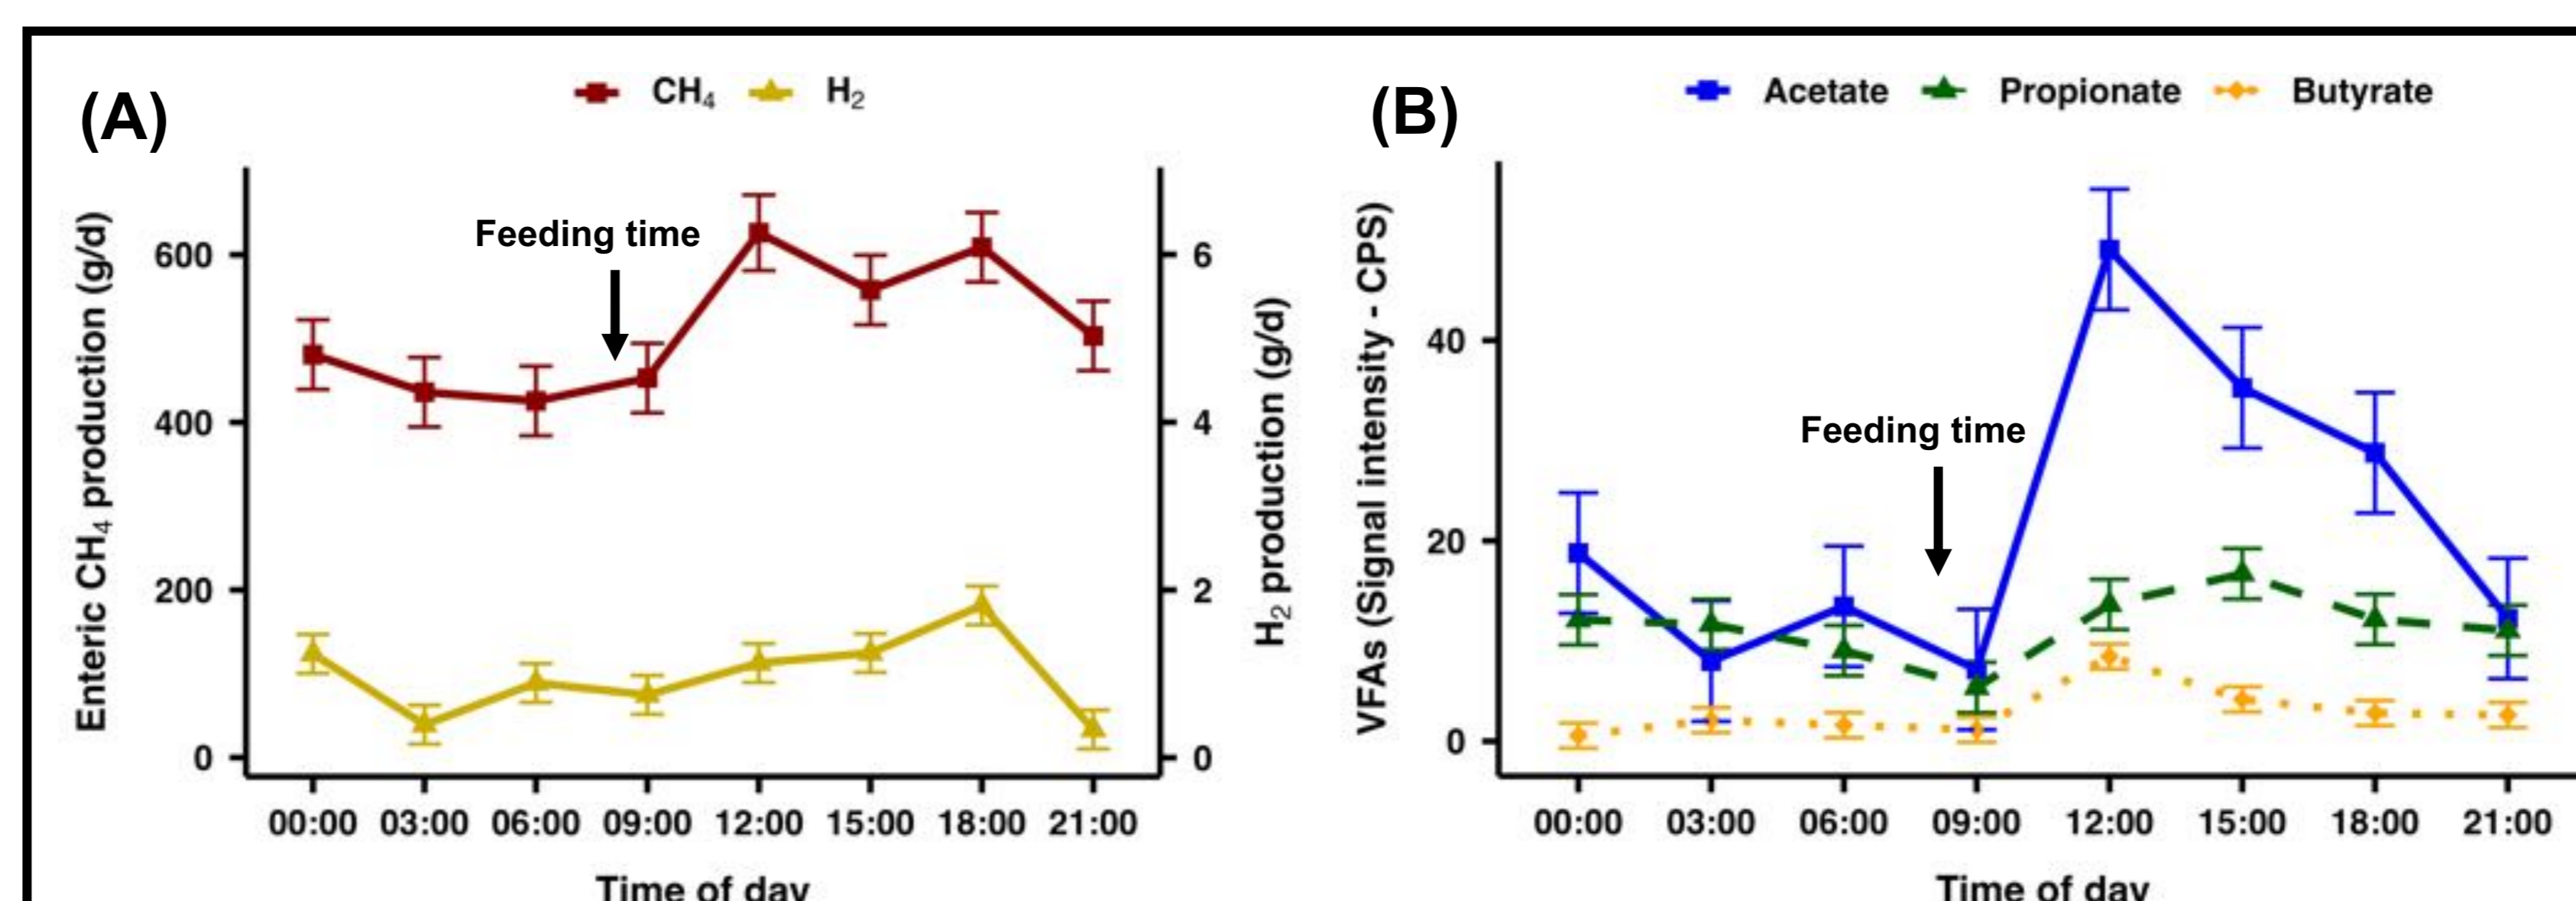 (A)
CH₄ H₂
Enteric CH₄ production (g/d)
600
400
200
0
Feeding time
6
4
2
0
H₂ production (g/d)
00:00 03:00 06:00 09:00 12:00 15:00 18:00 21:00
Time of day
(B)
Acetate Propionate Butyrate
VFAs (Signal intensity - CPS)
40
20
0
Feeding time
00:00 03:00 06:00 09:00 12:00 15:00 18:00 21:00
Time of day